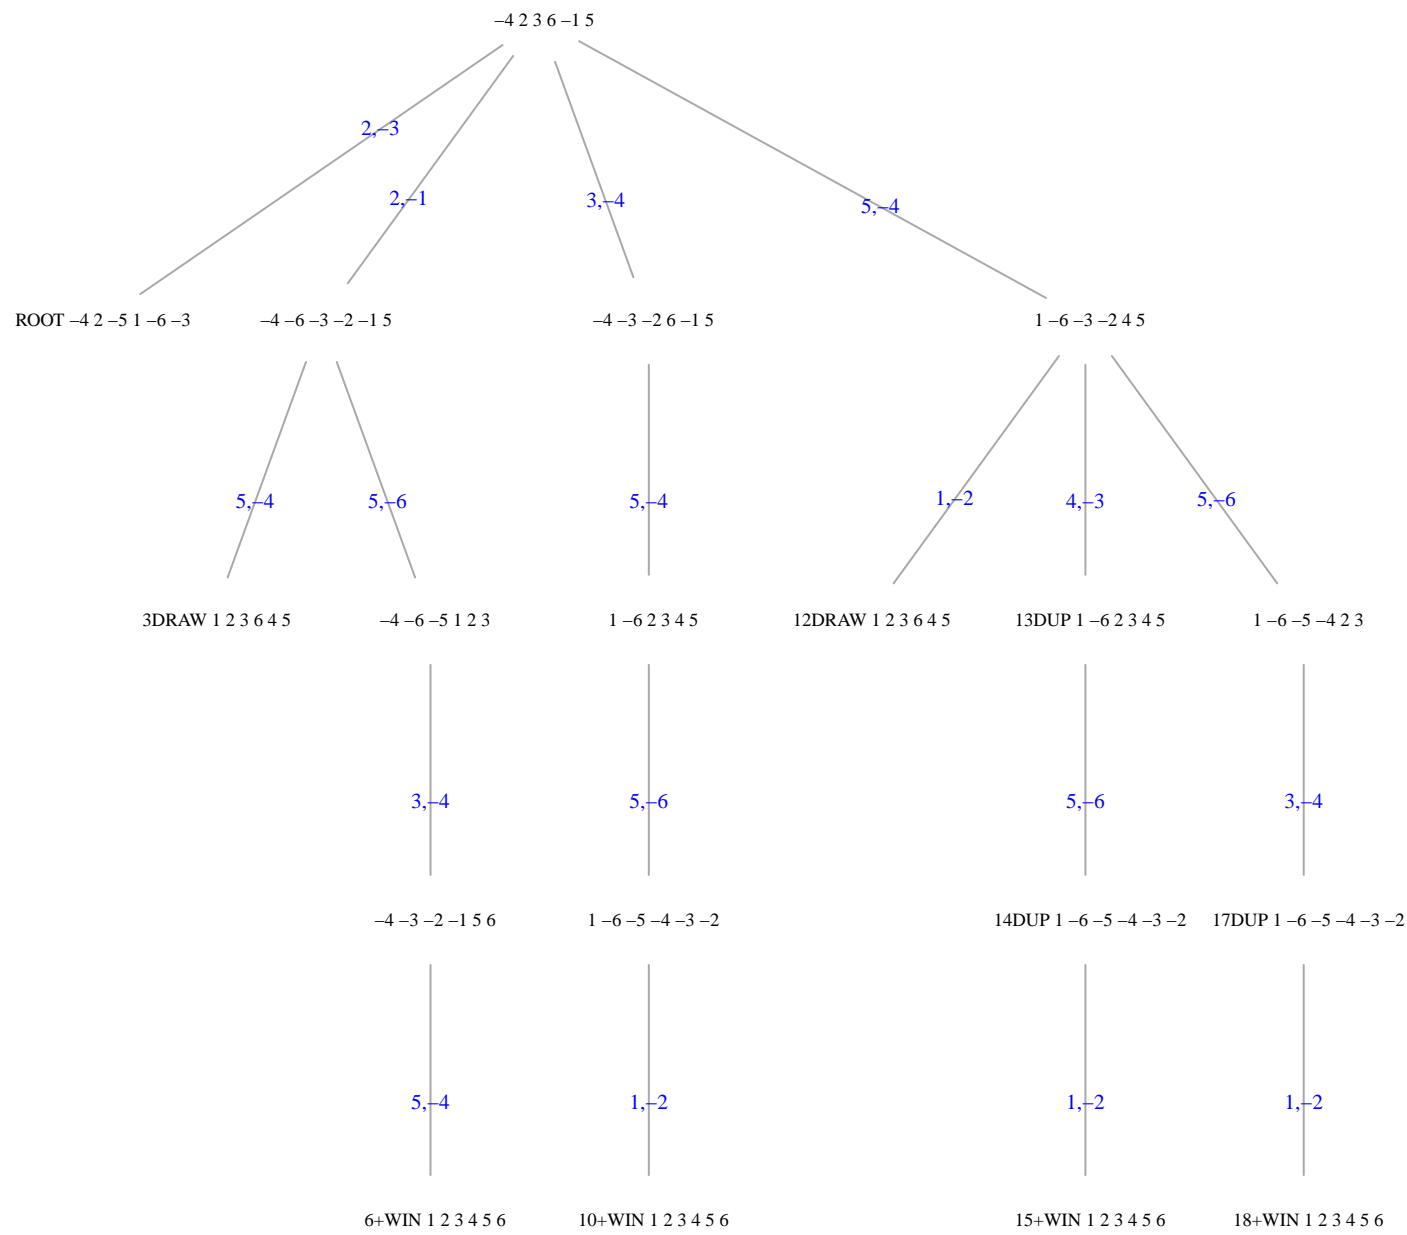 –4 2 3 6 –1 5
2,–3
2,–1
3,–4
5,–4
ROOT –4 2 –5 1 –6 –3
–4 –6 –3 –2 –1 5
–4 –3 –2 6 –1 5
1 –6 –3 –2 4 5
5,–4
5,–6
5,–4
1,–2
4,–3
5,–6
3DRAW 1 2 3 6 4 5
–4 –6 –5 1 2 3
1 –6 2 3 4 5
12DRAW 1 2 3 6 4 5
13DUP 1 –6 2 3 4 5
1 –6 –5 –4 2 3
3,–4
5,–6
5,–6
3,–4
–4 –3 –2 –1 5 6
1 –6 –5 –4 –3 –2
14DUP 1 –6 –5 –4 –3 –2
17DUP 1 –6 –5 –4 –3 –2
5,–4
1,–2
1,–2
1,–2
6+WIN 1 2 3 4 5 6
10+WIN 1 2 3 4 5 6
15+WIN 1 2 3 4 5 6
18+WIN 1 2 3 4 5 6